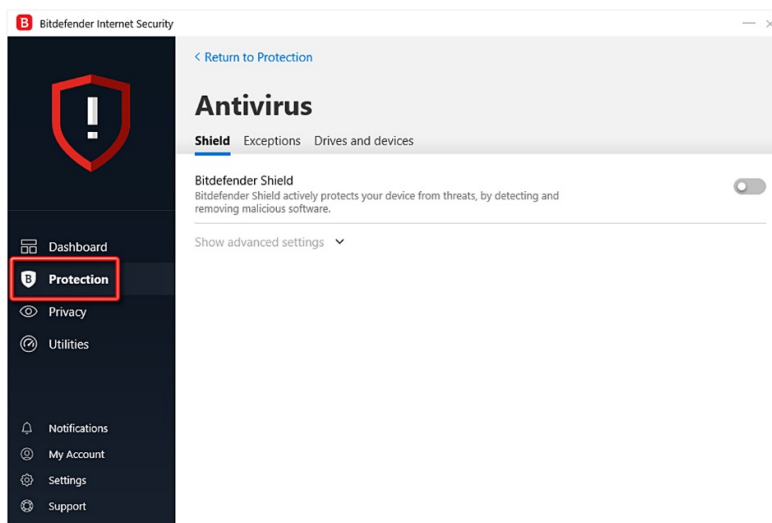 B Bitdefender Internet Security
< Return to Protection
Antivirus
Shield Exceptions Drives and devices
Bitdefender Shield
Bitdefender Shield actively protects your device from threats, by detecting and
removing malicious software.
Show advanced settings
Dashboard
B Protection
Privacy
Utilities
Notifications
My Account
Settings
Support